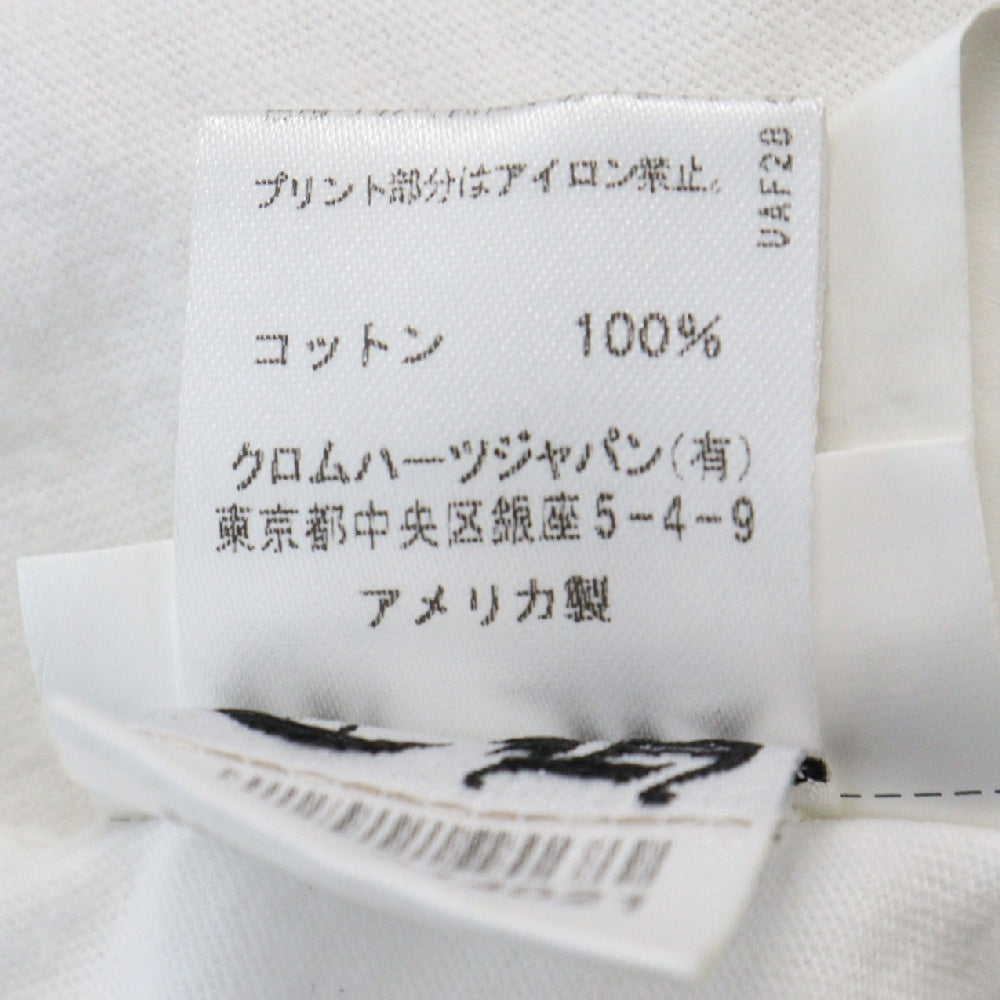 プリント部分はアイロン禁止。
UAF28
コットン 100%
クロムハーツジャパン(有)
東京都中央区銀座5-4-9
アメリカ製